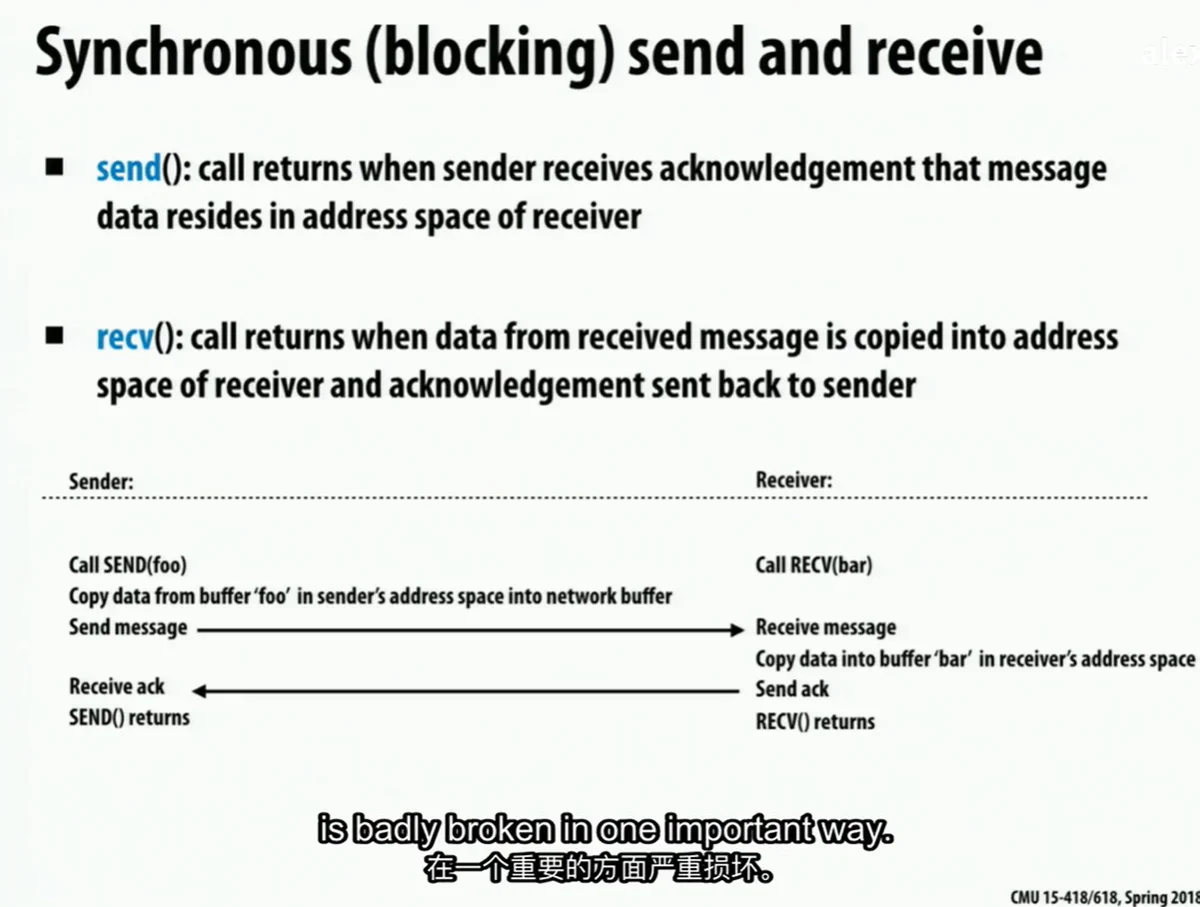 Synchronous (blocking) send and receive
■ send(): call returns when sender receives acknowledgement that message
data resides in address space of receiver
■ recv(): call returns when data from received message is copied into address
space of receiver and acknowledgement sent back to sender
Sender:
Receiver:
Call SEND(foo)
Call RECV(bar)
Copy data from buffer 'foo' in sender's address space into network buffer
Send message
Receive message
Copy data into buffer 'bar' in receiver's address space
Receive ack
Send ack
SEND() returns
RECV() returns
is badly broken in one important way.
在一个重要的方面严重损坏。
CMU 15-418/618, Spring 2018